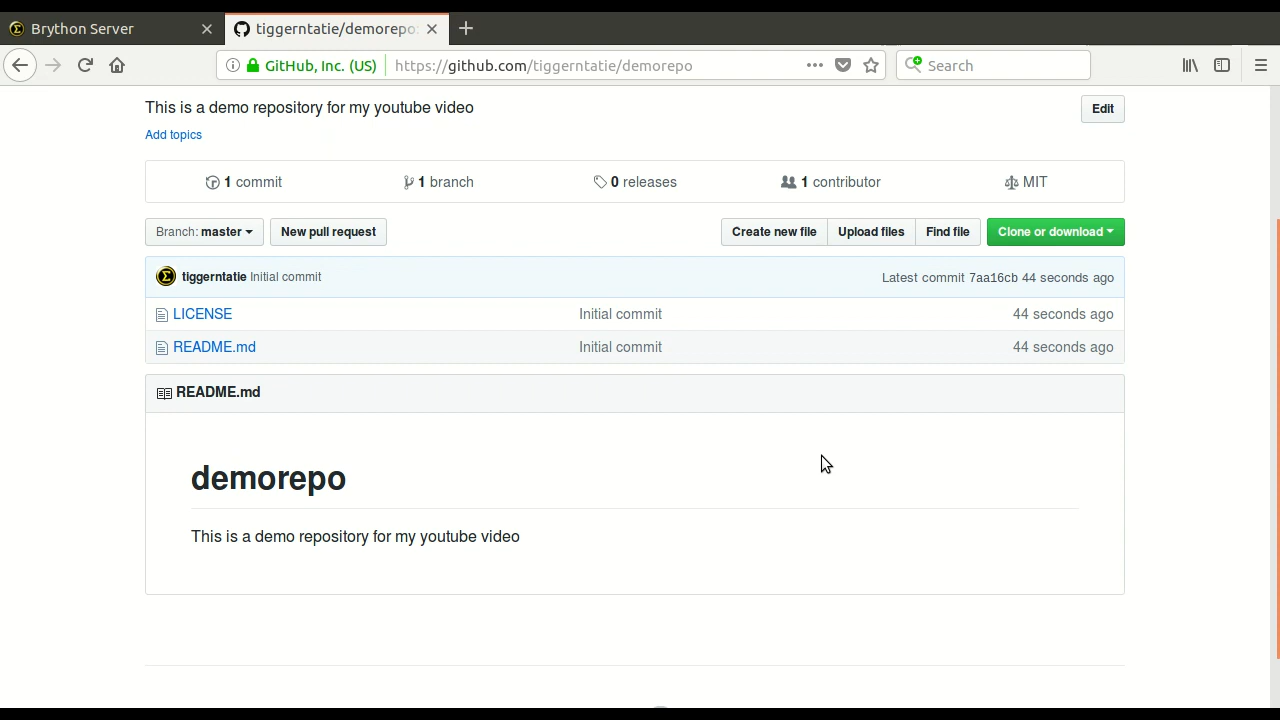 Brython Server
tiggerntatie/demorepo
GitHub, Inc. (US) https://github.com/tiggerntatie/demorepo Search
This is a demo repository for my youtube video
Edit
Add topics
1 commit 1 branch 0 releases 1 contributor MIT
Branch: master New pull request Create new file Upload files Find file Clone or download
tiggerntatie Initial commit Latest commit 7aa16cb 44 seconds ago
LICENSE Initial commit 44 seconds ago
README.md Initial commit 44 seconds ago
README.md
demorepo
This is a demo repository for my youtube video